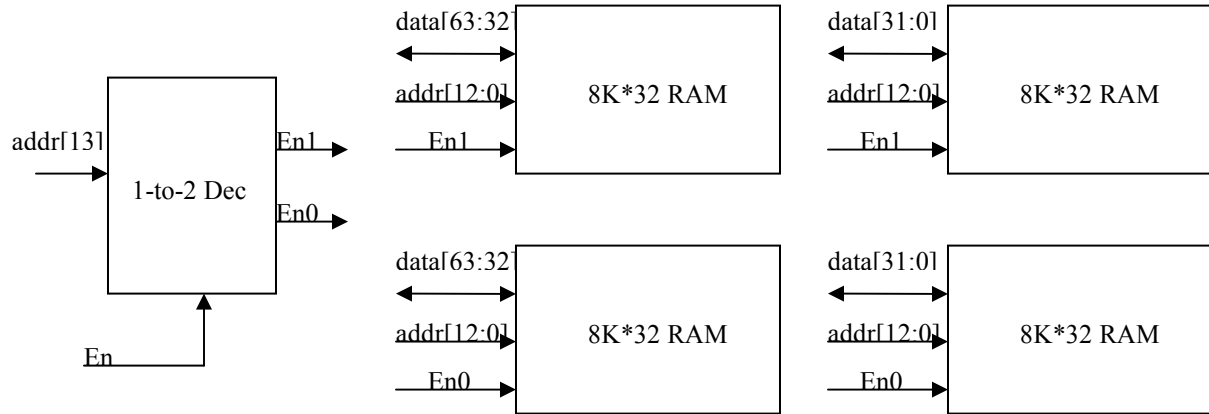 addr[13]
1-to-2 Dec
En1
En0
En
data[63:32]
addr[12:0]
En1
8K*32 RAM
data[31:0]
addr[12:0]
En1
8K*32 RAM
data[63:32]
addr[12:0]
En0
8K*32 RAM
data[31:0]
addr[12:0]
En0
8K*32 RAM